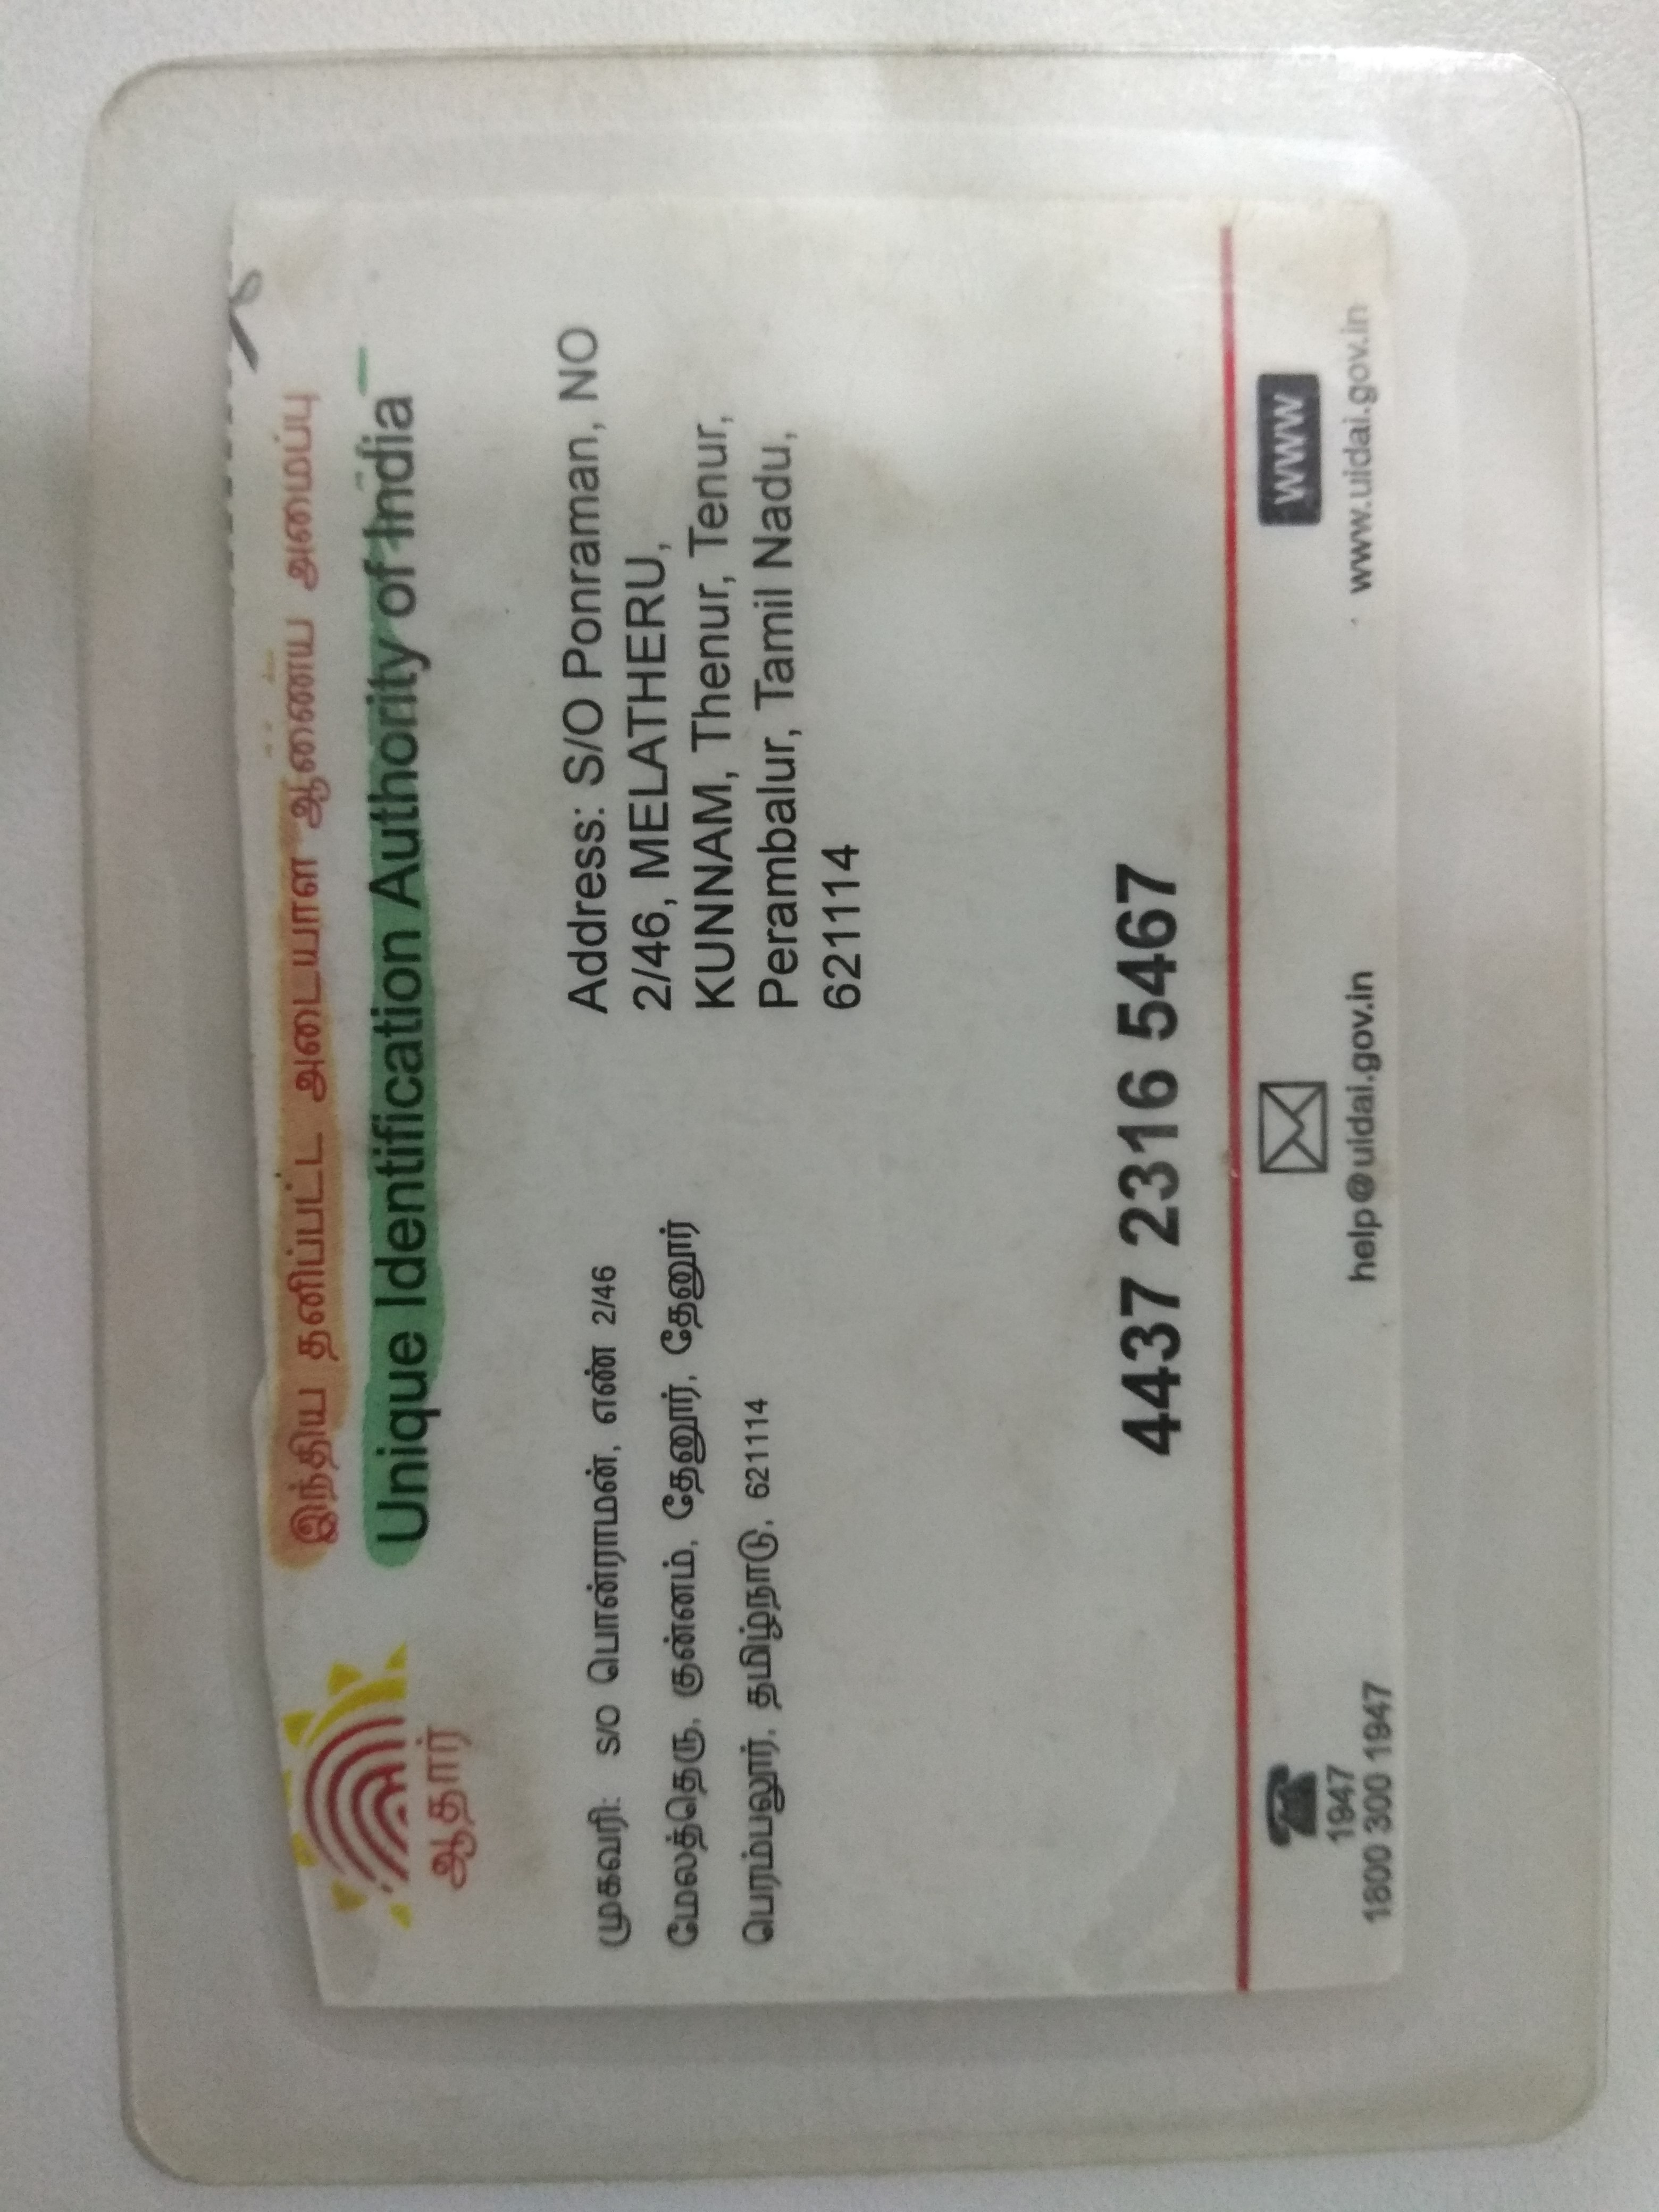 இந்திய தனிப்பட்ட அடையாள ஆணைய அமைப்பு
Unique Identification Authority of India
ஆதார்
முகவரி: S/O பொன்ராமன், எண் 2/46
மேலத்தெரு, குன்னம், தேனூர், தேனூர்
பெரம்பலூர், தமிழ்நாடு, 621114
Address: S/O Ponraman, NO
2/46, MELATHERU,
KUNNAM, Thenur, Tenur,
Perambalur, Tamil Nadu,
621114
4437 2316 5467
1947
1800 300 1947
help@uidai.gov.in
www
www.uidai.gov.in